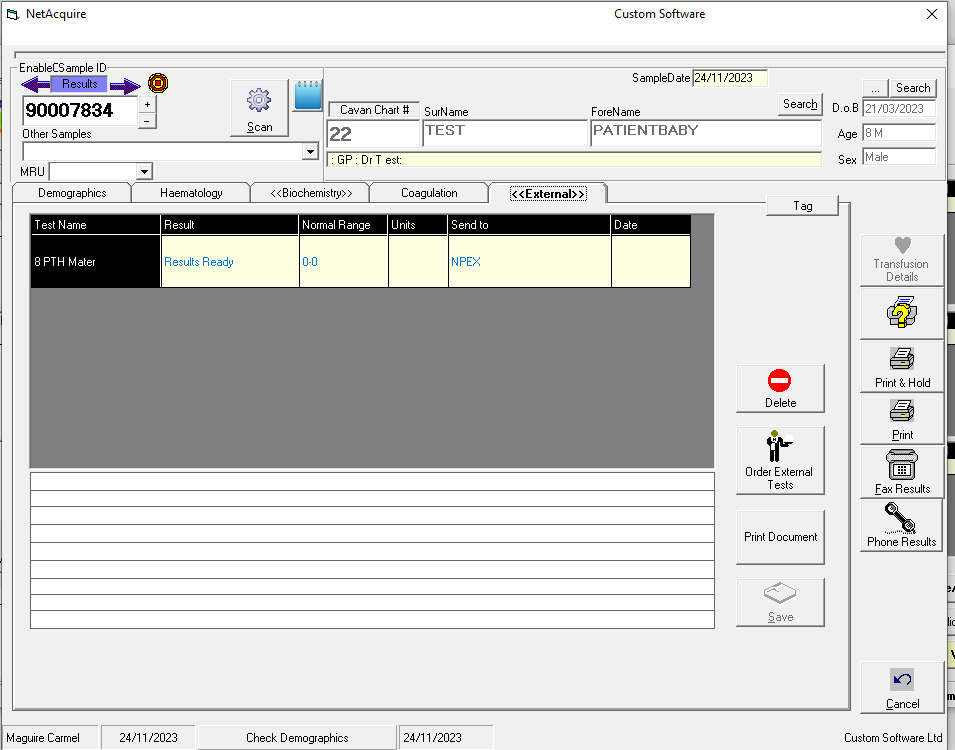 NetAcquire
Custom Software
EnableCSample ID
Results
90007834
+
-
Other Samples
MRU
Scan
SampleDate 24/11/2023
Cavan Chart #
SurName
ForeName
Search
22
TEST
PATIENTBABY
: GP : Dr T est:
...
Search
D.o.B 21/03/2023
Age 8 M
Sex Male
Demographics
Haematology
<<Biochemistry>>
Coagulation
<<External>>
Tag
Test Name Result Normal Range Units Send to Date
8 PTH Mater Results Ready 0-0 NPEX
Delete
Order External
Tests
Print Document
Save
Transfusion
Details
Print & Hold
Print
Fax Results
Phone Results
Cancel
Maguire Carmel
24/11/2023
Check Demographics
24/11/2023
Custom Software Ltd